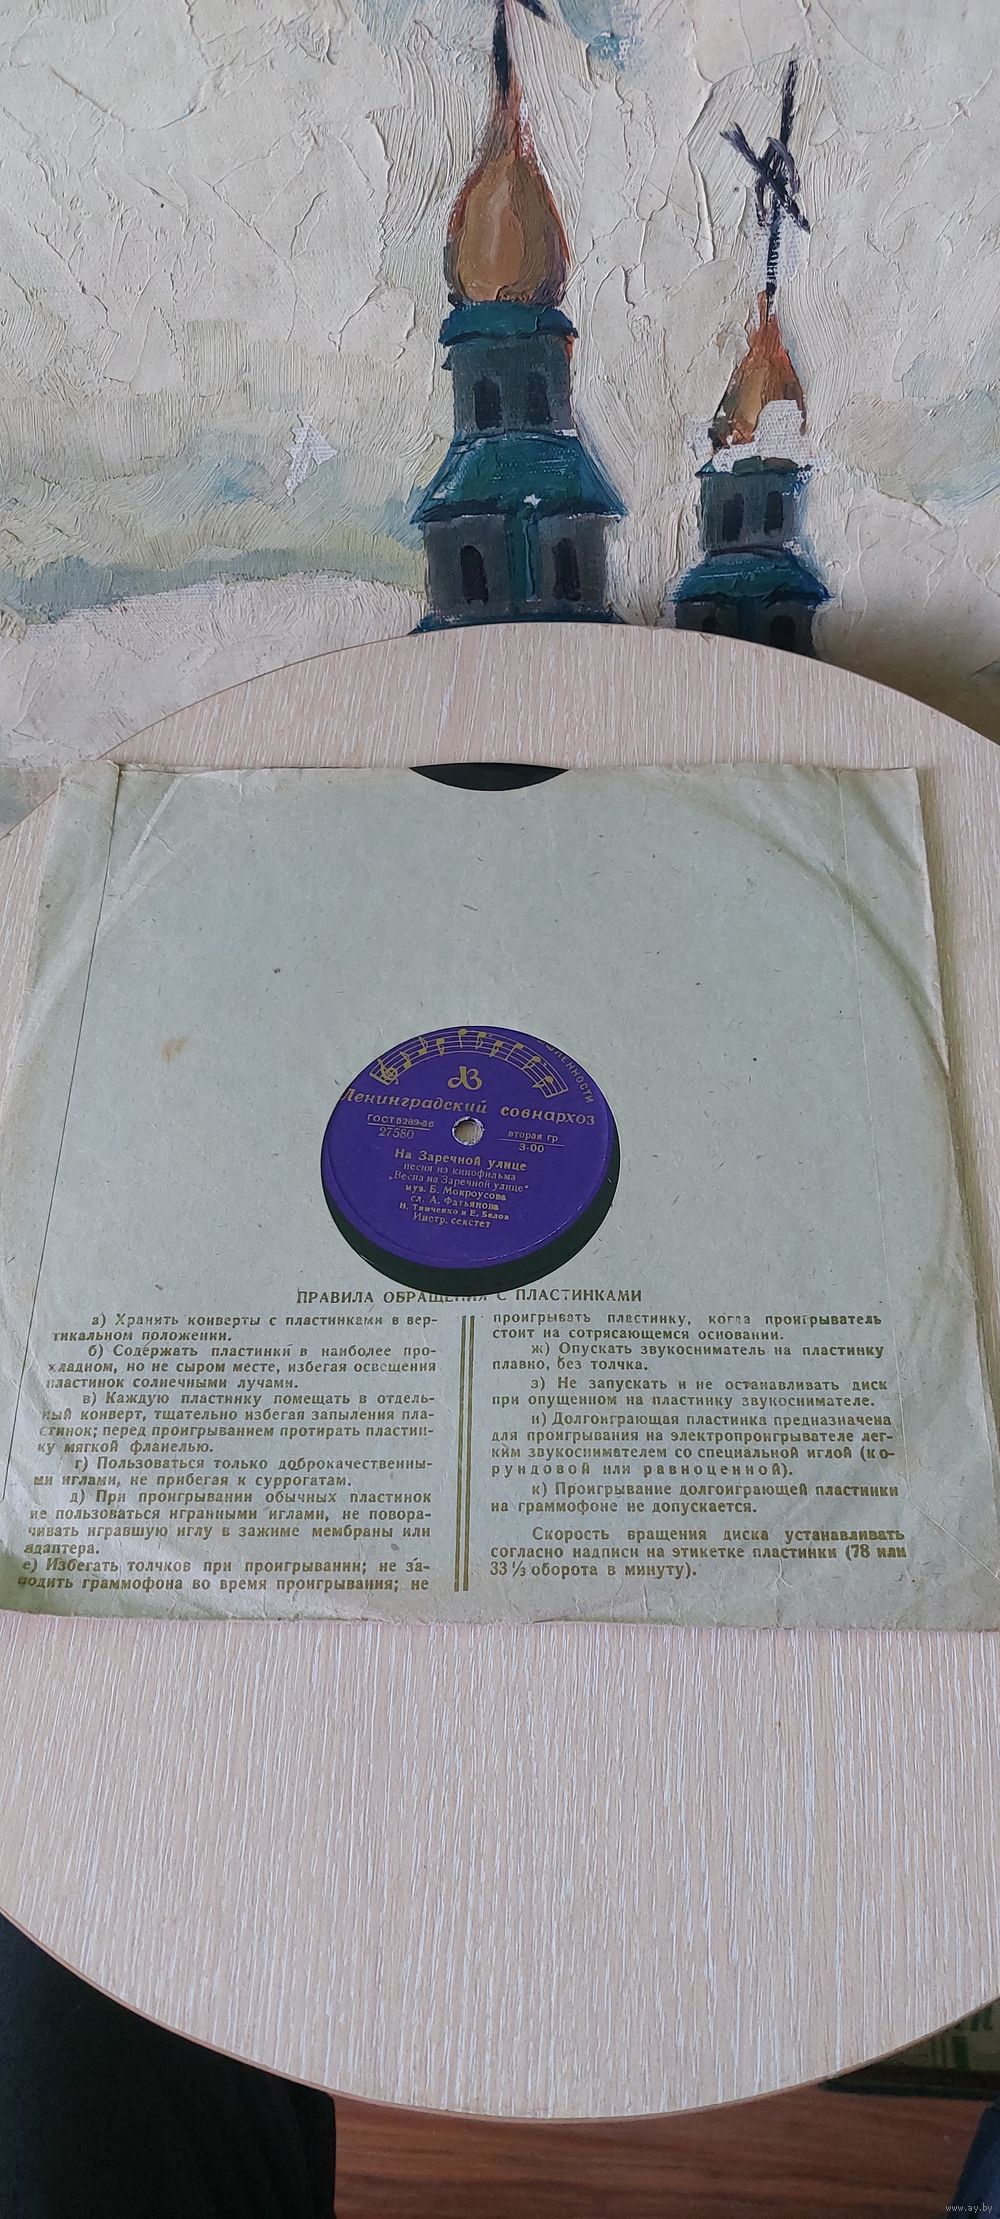 ЛЗ
Ленинградский совнархоз
ГОСТ 5289-56
27580
вторая гр
3-00
На Заречной улице
песня из кинофильма
„Весна на Заречной улице"
муз. Б. Мокроусова
сл. А. Фатьянова
Н. Тимченко и Е. Белов
Инстр. секстет
ПРАВИЛА ОБРАЩЕНИЯ С ПЛАСТИНКАМИ
а) Хранить конверты с пластинками в вер-
тикальном положении.
б) Содержать пластинки в наиболее про-
хладном, но не сыром месте, избегая освещения
пластинок солнечными лучами.
в) Каждую пластинку помещать в отдель-
ный конверт, тщательно избегая запыления пла-
стинок; перед проигрыванием протирать пластин-
ку мягкой фланелью.
г) Пользоваться только доброкачественны-
ми иглами, не прибегая к суррогатам.
д) При проигрывании обычных пластинок
не пользоваться игранными иглами, не повора-
чивать игравшую иглу в зажиме мембраны или
адаптера.
е) Избегать толчков при проигрывании; не за-
водить граммофона во время проигрывания; не
проигрывать пластинку, когда проигрыватель
стоит на сотрясающемся основании.
ж) Опускать звукосниматель на пластинку
плавно, без толчка.
з) Не запускать и не останавливать диск
при опущенном на пластинку звукоснимателе.
и) Долгоиграющая пластинка предназначена
для проигрывания на электропроигрывателе лег-
ким звукоснимателем со специальной иглой (ко-
рундовой или равноценной).
к) Проигрывание долгоиграющей пластинки
на граммофоне не допускается.
Скорость вращения диска устанавливать
согласно надписи на этикетке пластинки (78 или
33 ⅓ оборота в минуту).
www.ay.by